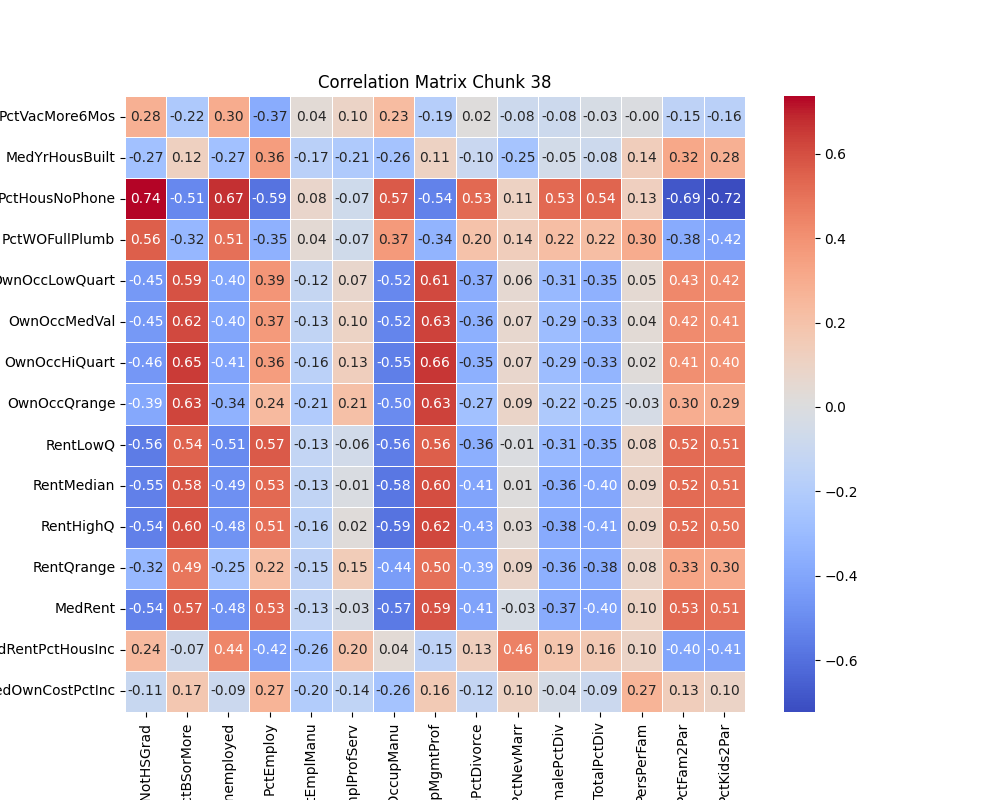 Correlation Matrix Chunk 38
PctVacMore6Mos 0.28 -0.22 0.30 -0.37 0.04 0.10 0.23 -0.19 0.02 -0.08 -0.08 -0.03 -0.00 -0.15 -0.16
MedYrHousBuilt -0.27 0.12 -0.27 0.36 -0.17 -0.21 -0.26 0.11 -0.10 -0.25 -0.05 -0.08 0.14 0.32 0.28
PctHousNoPhone 0.74 -0.51 0.67 -0.59 0.08 -0.07 0.57 -0.54 0.53 0.11 0.53 0.54 0.13 -0.69 -0.72
PctWOFullPlumb 0.56 -0.32 0.51 -0.35 0.04 -0.07 0.37 -0.34 0.20 0.14 0.22 0.22 0.30 -0.38 -0.42
wnOccLowQuart -0.45 0.59 -0.40 0.39 -0.12 0.07 -0.52 0.61 -0.37 0.06 -0.31 -0.35 0.05 0.43 0.42
OwnOccMedVal -0.45 0.62 -0.40 0.37 -0.13 0.10 -0.52 0.63 -0.36 0.07 -0.29 -0.33 0.04 0.42 0.41
OwnOccHiQuart -0.46 0.65 -0.41 0.36 -0.16 0.13 -0.55 0.66 -0.35 0.07 -0.29 -0.33 0.02 0.41 0.40
OwnOccQrange -0.39 0.63 -0.34 0.24 -0.21 0.21 -0.50 0.63 -0.27 0.09 -0.22 -0.25 -0.03 0.30 0.29
RentLowQ -0.56 0.54 -0.51 0.57 -0.13 -0.06 -0.56 0.56 -0.36 -0.01 -0.31 -0.35 0.08 0.52 0.51
RentMedian -0.55 0.58 -0.49 0.53 -0.13 -0.01 -0.58 0.60 -0.41 0.01 -0.36 -0.40 0.09 0.52 0.51
RentHighQ -0.54 0.60 -0.48 0.51 -0.16 0.02 -0.59 0.62 -0.43 0.03 -0.38 -0.41 0.09 0.52 0.50
RentQrange -0.32 0.49 -0.25 0.22 -0.15 0.15 -0.44 0.50 -0.39 0.09 -0.36 -0.38 0.08 0.33 0.30
MedRent -0.54 0.57 -0.48 0.53 -0.13 -0.03 -0.57 0.59 -0.41 -0.03 -0.37 -0.40 0.10 0.53 0.51
dRentPctHousInc 0.24 -0.07 0.44 -0.42 -0.26 0.20 0.04 -0.15 0.13 0.46 0.19 0.16 0.10 -0.40 -0.41
edOwnCostPctInc -0.11 0.17 -0.09 0.27 -0.20 -0.14 -0.26 0.16 -0.12 0.10 -0.04 -0.09 0.27 0.13 0.10
NotHSGrad
ctBSorMore
nemployed
PctEmploy
tEmplManu
nplProfServ
OccupManu
pMgmtProf
PctDivorce
PctNevMarr
malePctDiv
TotalPctDiv
PersPerFam
PctFam2Par
PctKids2Par
0.6
0.4
0.2
0.0
−0.2
−0.4
−0.6